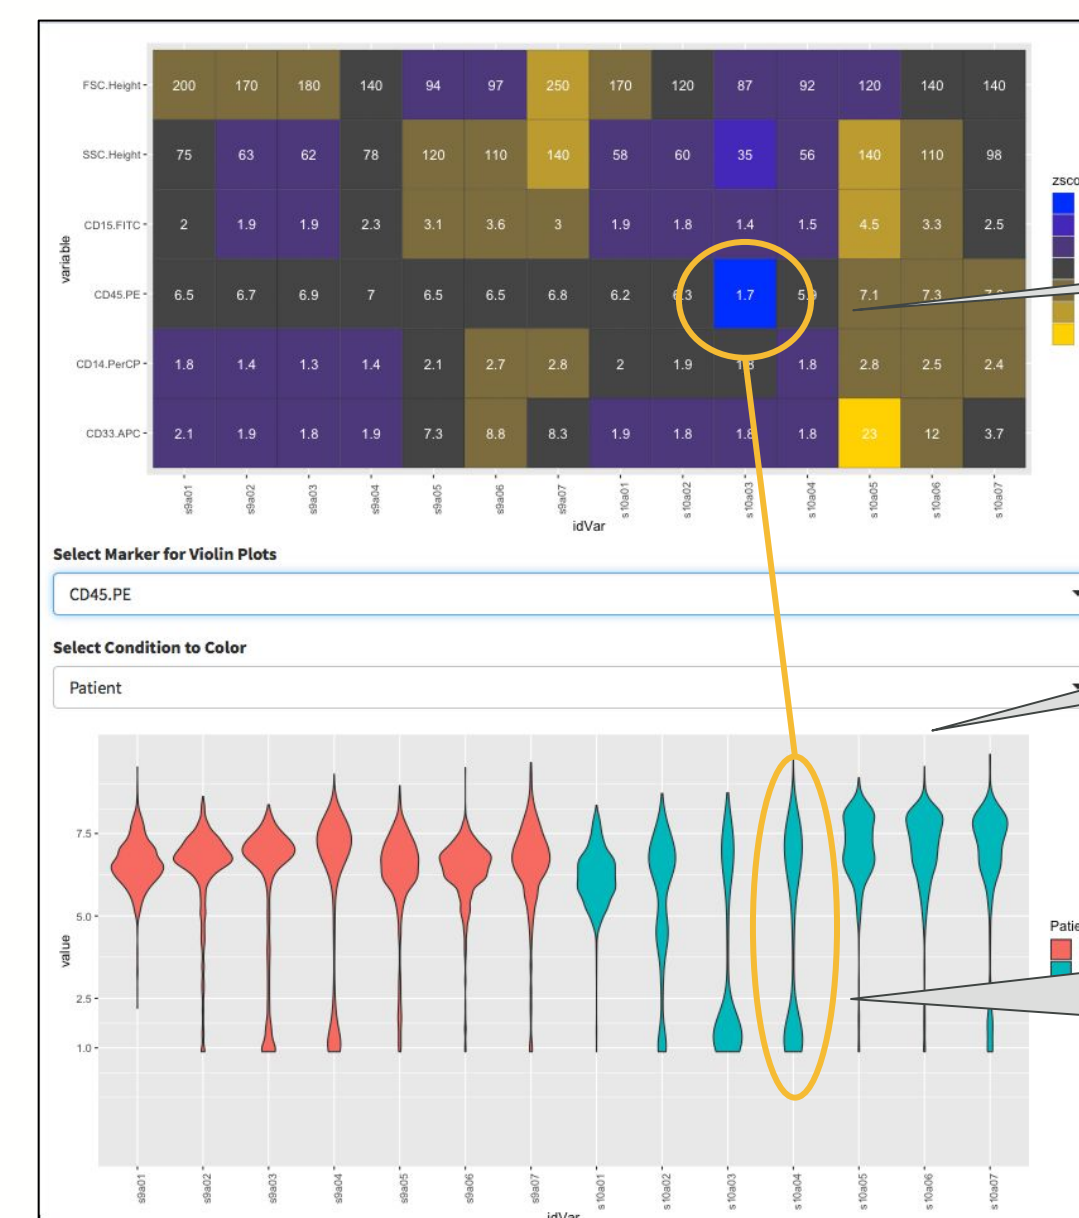 FSC.Height 200 170 180 140 94 97 250 170 120 87 92 120 140 140
SSC.Height 75 63 62 78 120 110 140 58 60 35 56 140 110 98
zsco
CD15.FITC 2 1.9 1.9 2.3 3.1 3.6 3 1.9 1.8 1.4 1.5 4.5 3.3 2.5
variable
CD45.PE 6.5 6.7 6.9 7 6.5 6.5 6.8 6.2 6.3 1.7 5.9 7.1 7.3
CD14.PerCP 1.8 1.4 1.3 1.4 2.1 2.7 2.8 2 1.9 1.8 2.8 2.5 2.4
CD33.APC 2.1 1.9 1.8 1.9 7.3 8.8 8.3 1.9 1.8 1.8 1.8 23 12 3.7
s9a01 s9a02 s9a03 s9a04 s9a05 s9a06 s9a07 s10a01 s10a02 s10a03 s10a04 s10a05 s10a06 s10a07
idVar
Select Marker for Violin Plots
CD45.PE
Select Condition to Color
Patient
7.5
5.0
Patie
value
2.5
1.0
s9a01 s9a02 s9a03 s9a04 s9a05 s9a06 s9a07 s10a01 s10a02 s10a03 s10a04 s10a05 s10a06 s10a07
idVar